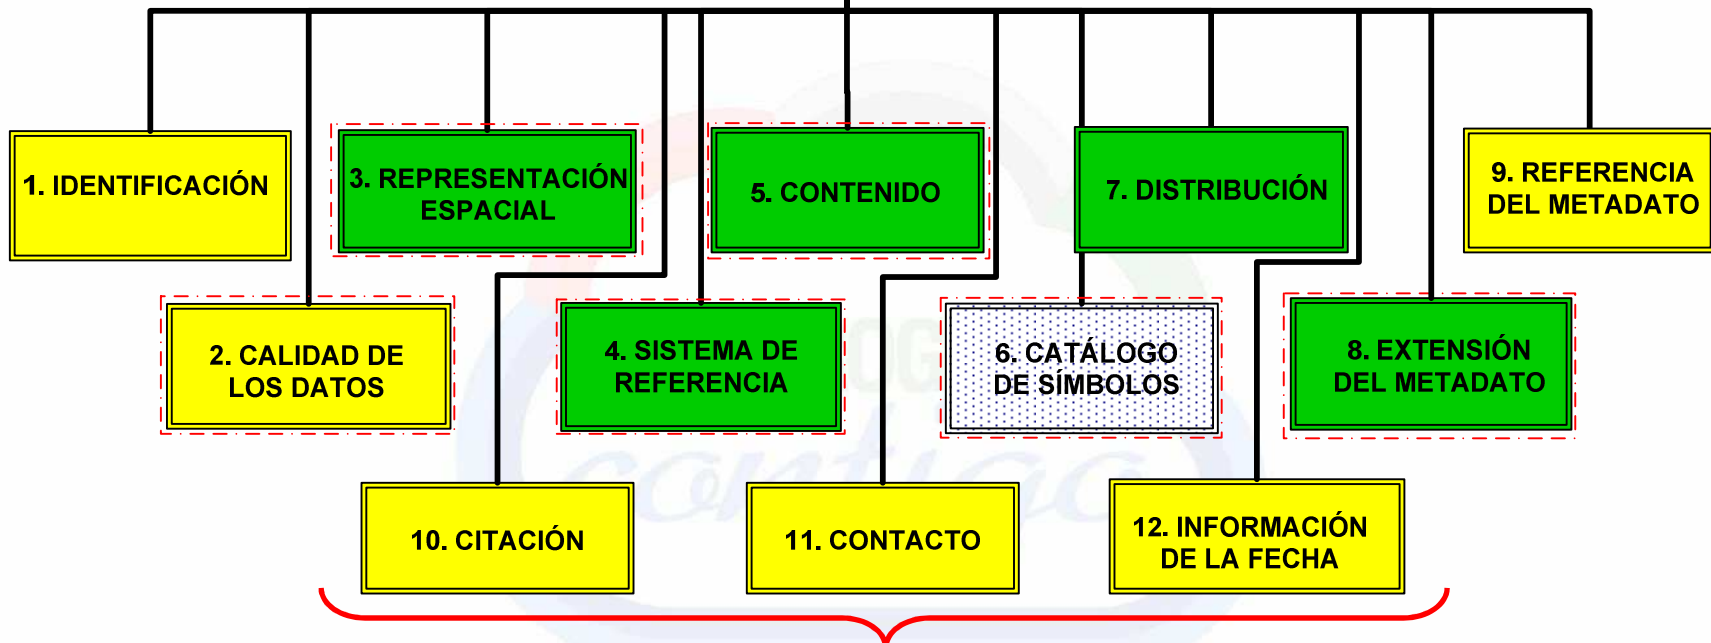 1. IDENTIFICACIÓN
3. REPRESENTACIÓN
ESPACIAL
5. CONTENIDO
7. DISTRIBUCIÓN
9. REFERENCIA
DEL METADATO
2. CALIDAD DE
LOS DATOS
4. SISTEMA DE
REFERENCIA
6. CATÁLOGO
DE SÍMBOLOS
8. EXTENSIÓN
DEL METADATO
10. CITACIÓN
11. CONTACTO
12. INFORMACIÓN
DE LA FECHA
contigo